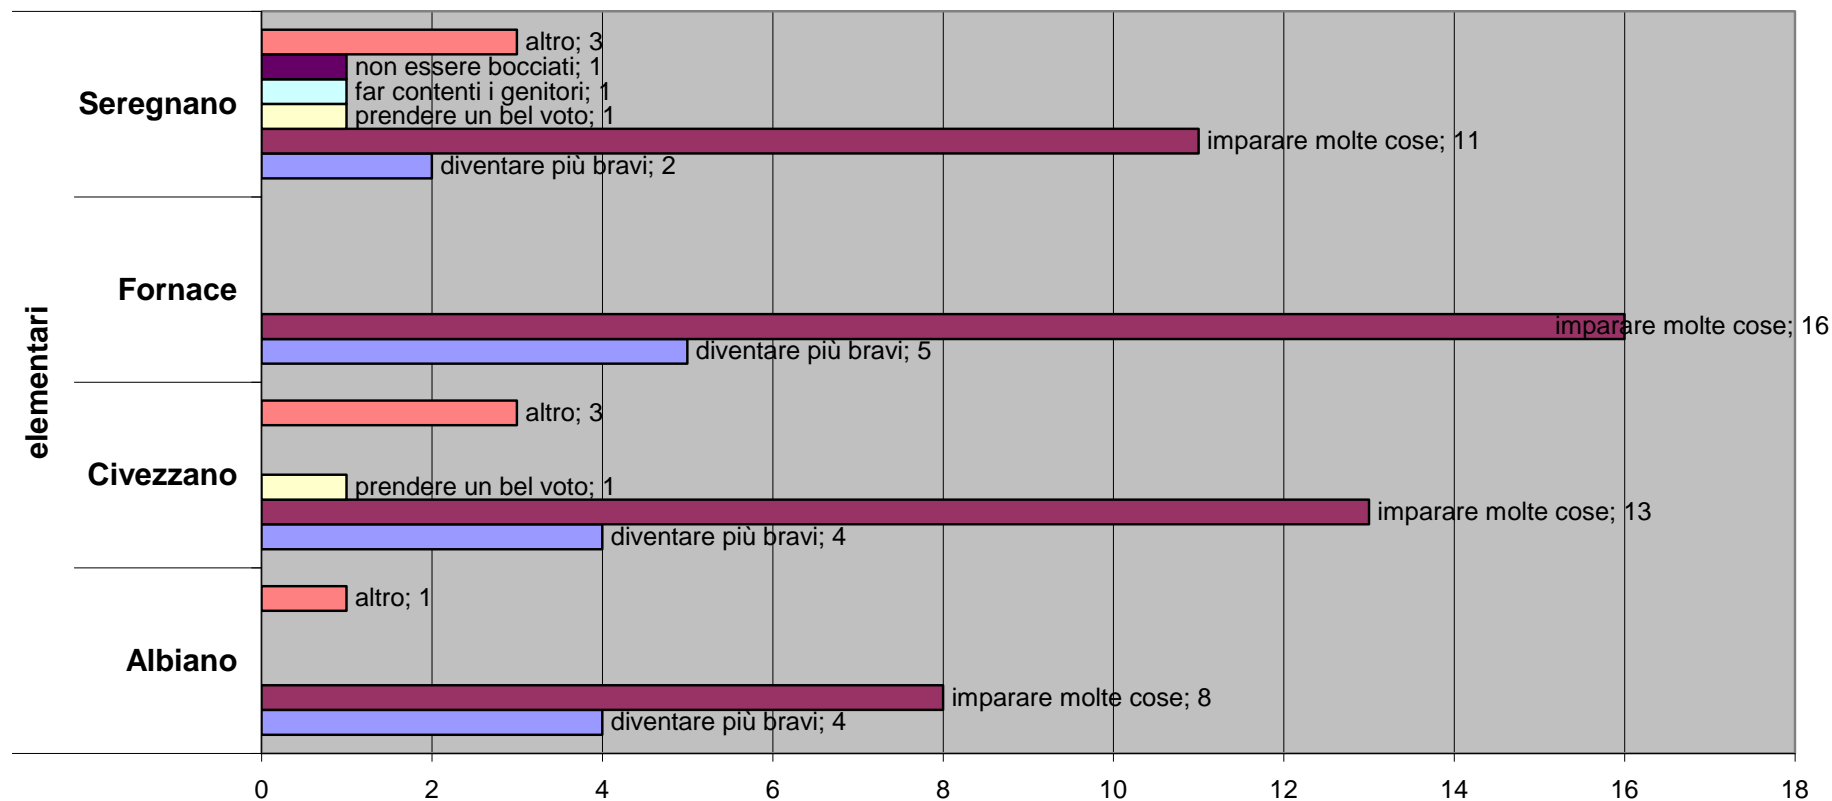 altro; 3
non essere bocciati; 1
far contenti i genitori; 1
Seregnano
prendere un bel voto; 1
imparare molte cose; 11
diventare più bravi; 2
Fornace
imparare molte cose; 16
diventare più bravi; 5
elementari
altro; 3
Civezzano
prendere un bel voto; 1
imparare molte cose; 13
diventare più bravi; 4
altro; 1
Albiano
imparare molte cose; 8
diventare più bravi; 4
0 2 4 6 8 10 12 14 16 18